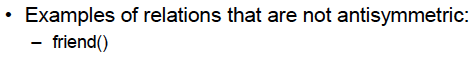 • Examples of relations that are not antisymmetric:
– friend()